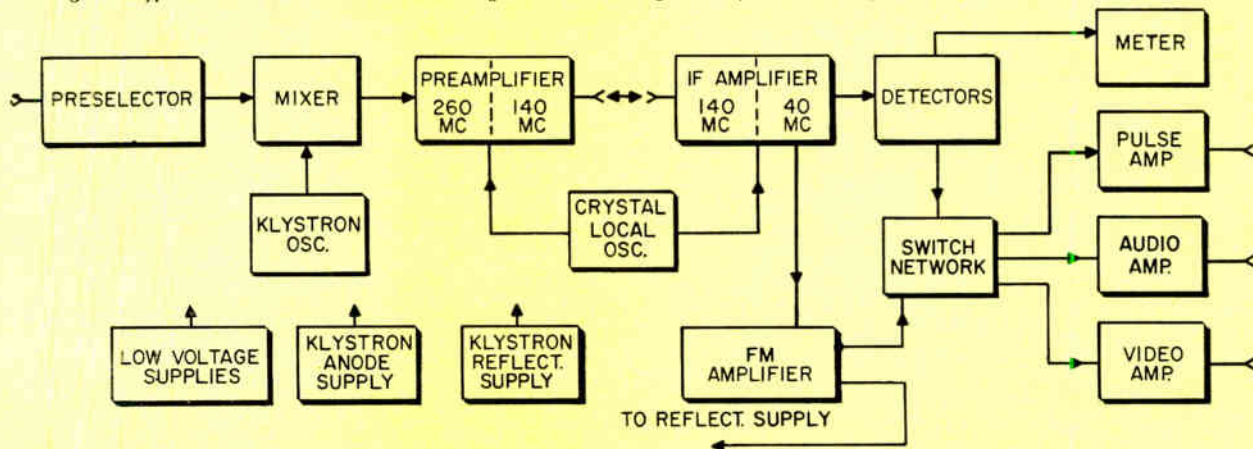 PRESELECTOR
MIXER
PREAMPLIFIER
260 MC
140 MC
IF AMPLIFIER
140 MC
40 MC
DETECTORS
METER
PULSE
AMP.
KLYSTRON
OSC.
CRYSTAL
LOCAL
OSC.
SWITCH
NETWORK
AUDIO
AMP.
LOW VOLTAGE
SUPPLIES
KLYSTRON
ANODE
SUPPLY
KLYSTRON
REFLECT.
SUPPLY
FM
AMPLIFIER
VIDEO
AMP.
TO REFLECT. SUPPLY